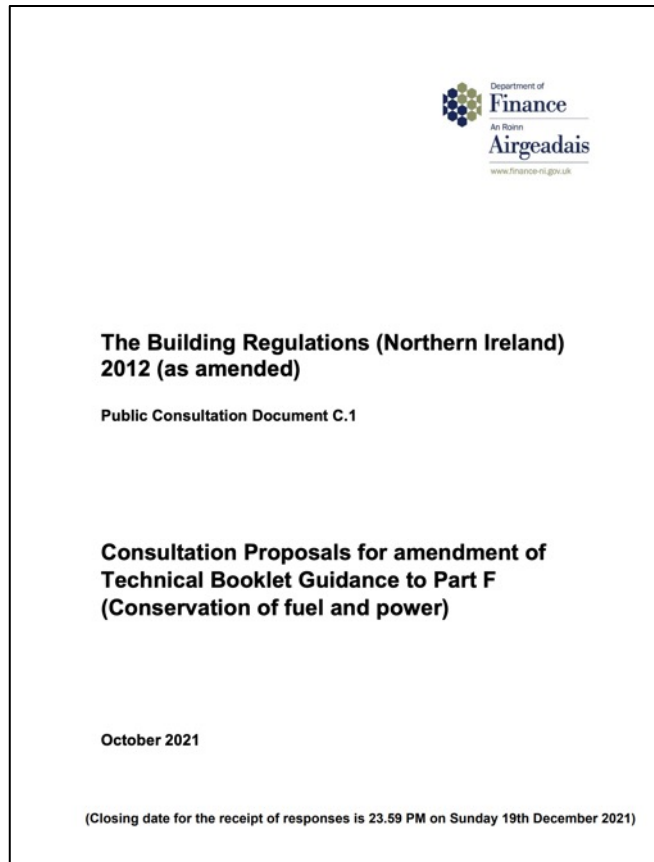 Department of
Finance
An Roinn
Airgeadais
www.finance-ni.gov.uk
The Building Regulations (Northern Ireland)
2012 (as amended)
Public Consultation Document C.1
Consultation Proposals for amendment of
Technical Booklet Guidance to Part F
(Conservation of fuel and power)
October 2021
(Closing date for the receipt of responses is 23.59 PM on Sunday 19th December 2021)